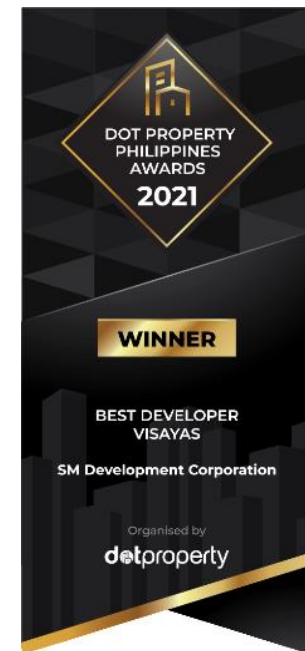 DOT PROPERTY
PHILIPPINES
AWARDS
2021
WINNER
BEST DEVELOPER
VISAYAS
SM Development Corporation
Organised by
dotproperty